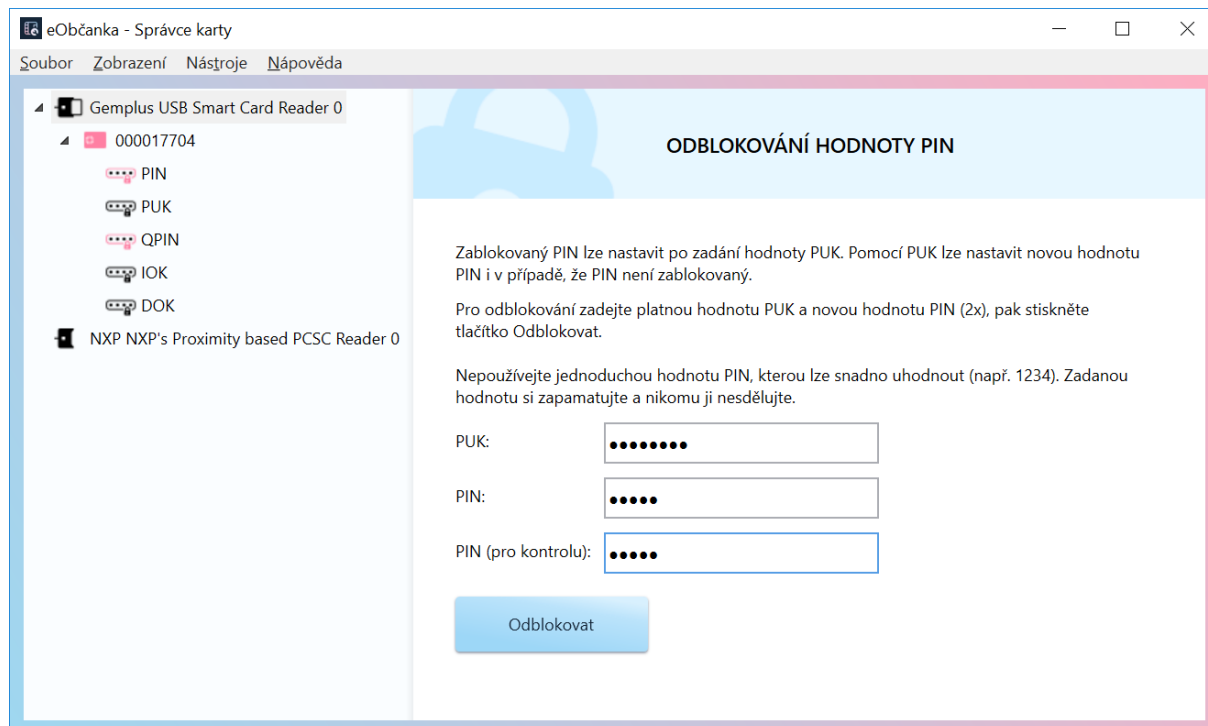 eObčanka - Správce karty
Soubor Zobrazení Nástroje Nápověda
Gemplus USB Smart Card Reader 0
000017704
PIN
PUK
QPIN
IOK
DOK
NXP NXP's Proximity based PCSC Reader 0
ODBLOKOVÁNÍ HODNOTY PIN
Zablokovaný PIN lze nastavit po zadání hodnoty PUK. Pomocí PUK lze nastavit novou hodnotu
PIN i v případě, že PIN není zablokovaný.
Pro odblokování zadejte platnou hodnotu PUK a novou hodnotu PIN (2x), pak stiskněte
tlačítko Odblokovat.
Nepoužívejte jednoduchou hodnotu PIN, kterou lze snadno uhodnout (např. 1234). Zadanou
hodnotu si zapamatujte a nikomu ji nesdělujte.
PUK: ●●●●●●●●
PIN: ●●●●●
PIN (pro kontrolu): ●●●●●
Odblokovat